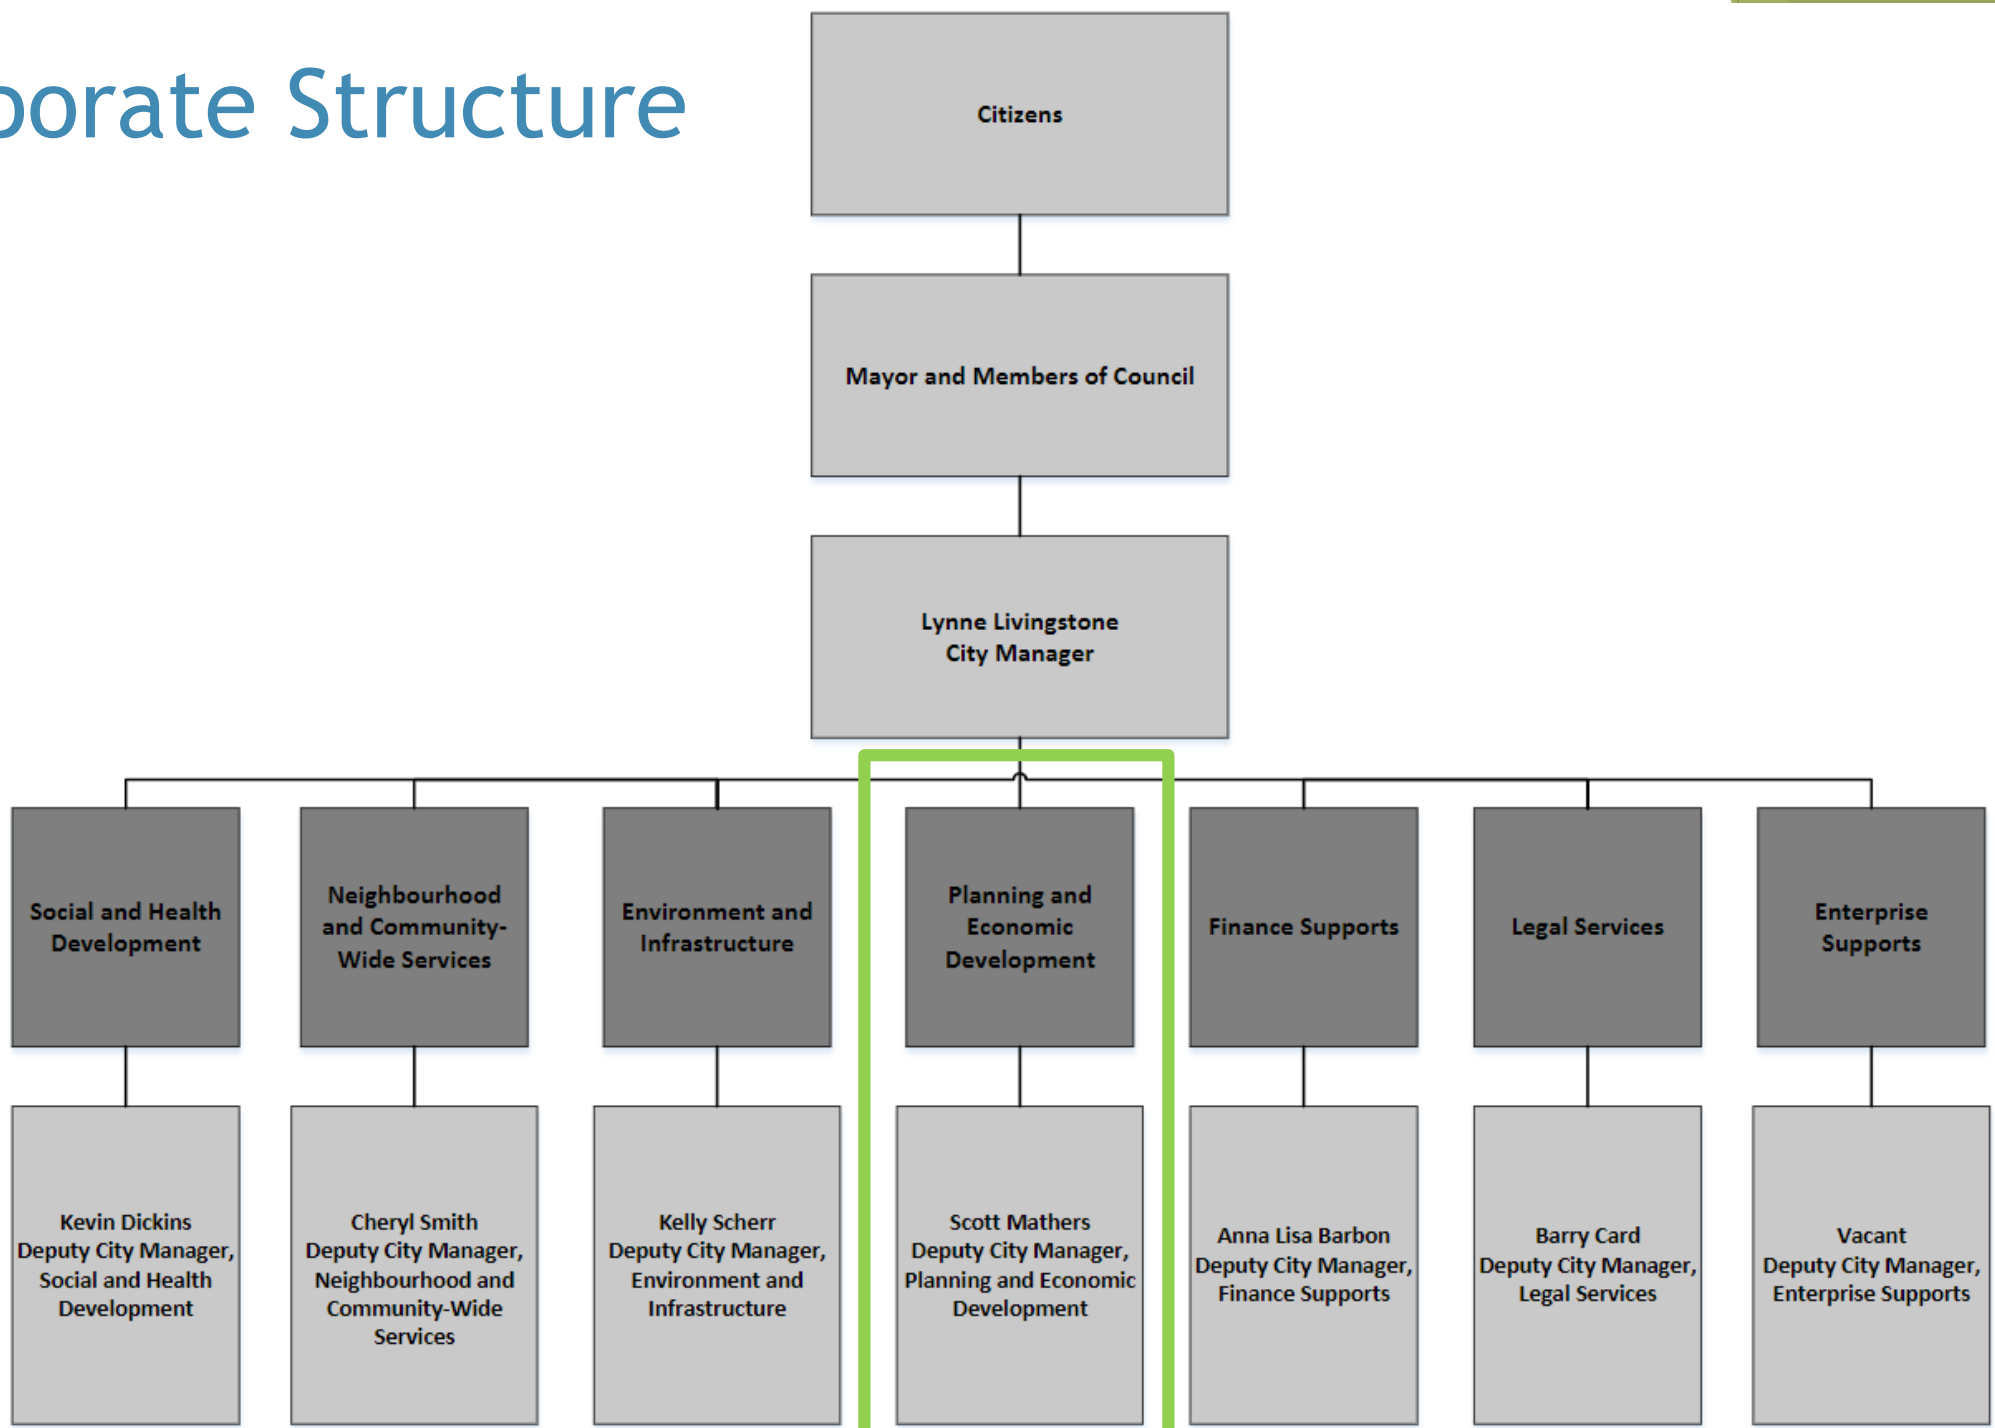 porate Structure
Citizens
Mayor and Members of Council
Lynne Livingstone
City Manager
Social and Health
Development
Neighbourhood
and Community-
Wide Services
Environment and
Infrastructure
Planning and
Economic
Development
Finance Supports
Legal Services
Enterprise
Supports
Kevin Dickins
Deputy City Manager,
Social and Health
Development
Cheryl Smith
Deputy City Manager,
Neighbourhood and
Community-Wide
Services
Kelly Scherr
Deputy City Manager,
Environment and
Infrastructure
Scott Mathers
Deputy City Manager,
Planning and Economic
Development
Anna Lisa Barbon
Deputy City Manager,
Finance Supports
Barry Card
Deputy City Manager,
Legal Services
Vacant
Deputy City Manager,
Enterprise Supports